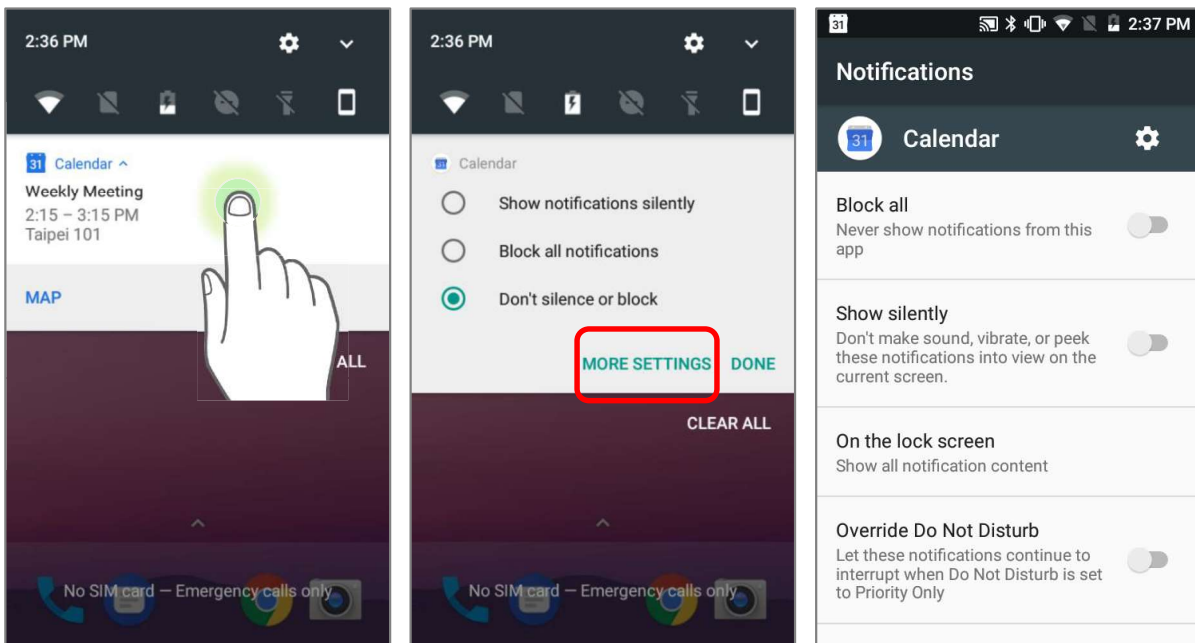 2:36 PM
31 Calendar
Weekly Meeting
2:15 – 3:15 PM
Taipei 101
MAP
ALL
No SIM card — Emergency calls only
2:36 PM
Calendar
Show notifications silently
Block all notifications
Don't silence or block
MORE SETTINGS DONE
CLEAR ALL
No SIM card — Emergency calls only
31 2:37 PM
Notifications
31 Calendar
Block all
Never show notifications from this
app
Show silently
Don't make sound, vibrate, or peek
these notifications into view on the
current screen.
On the lock screen
Show all notification content
Override Do Not Disturb
Let these notifications continue to
interrupt when Do Not Disturb is set
to Priority Only